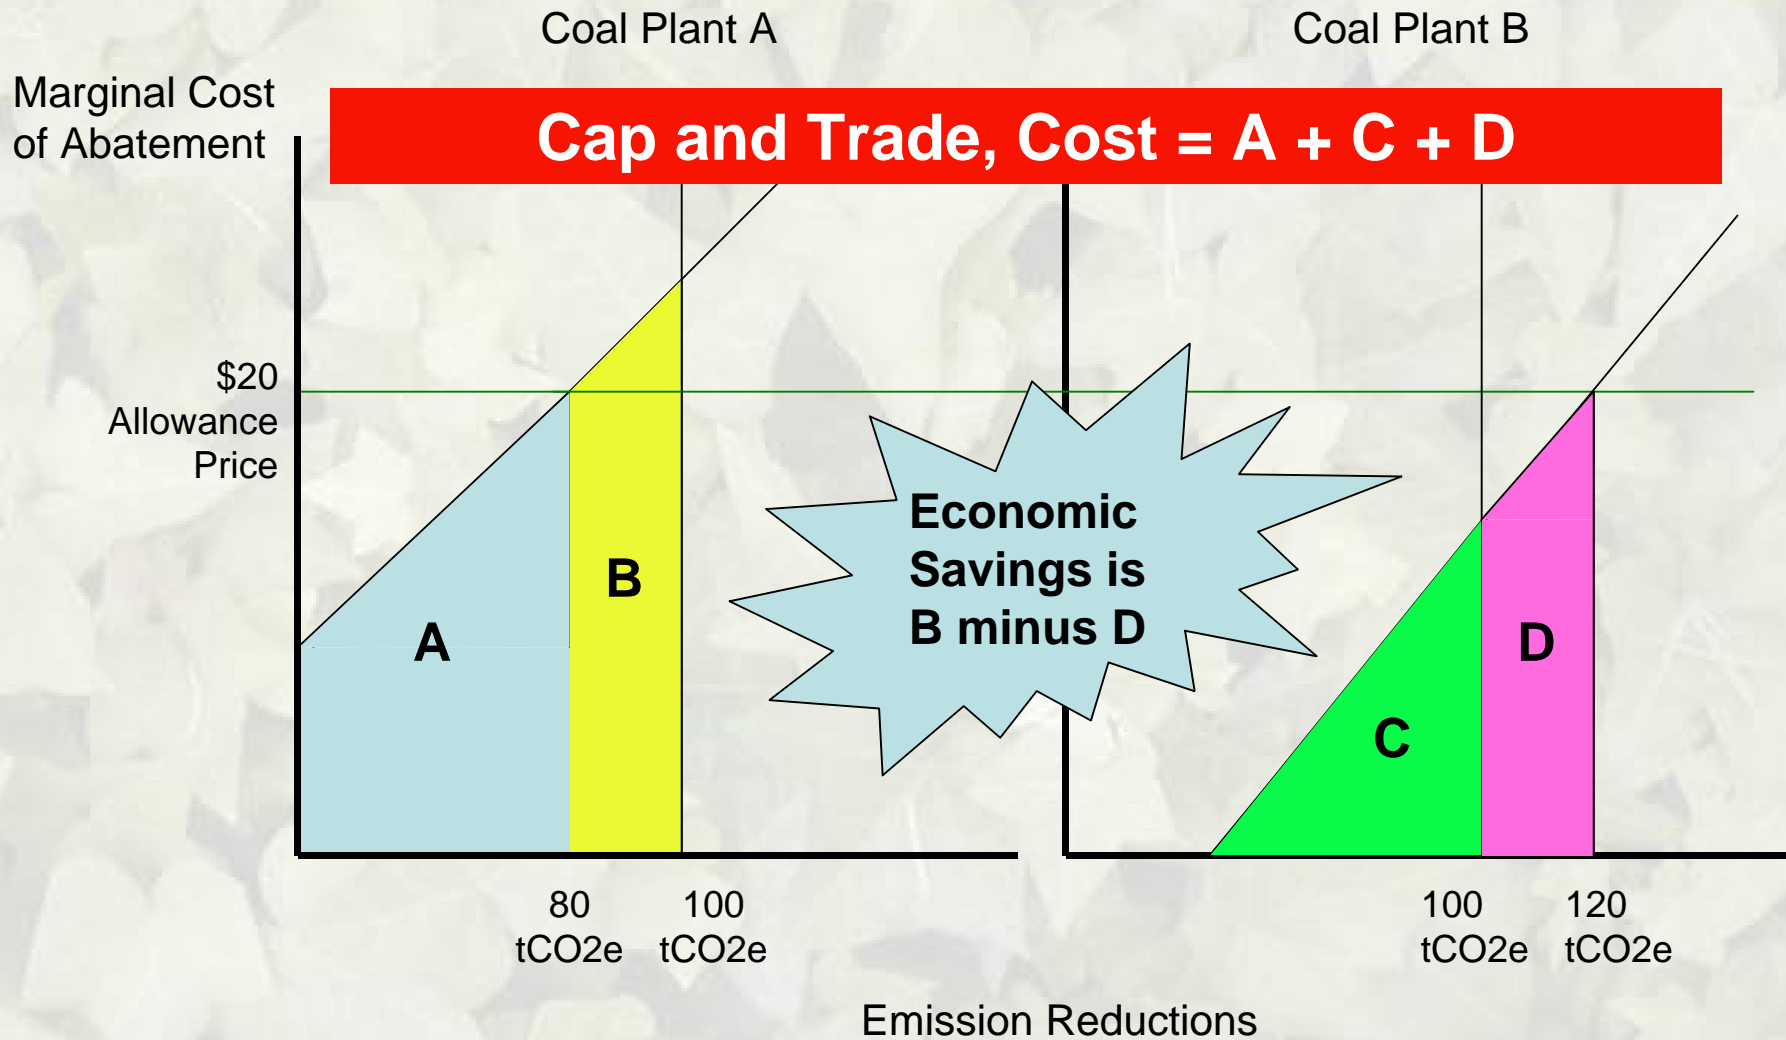 Coal Plant A
Coal Plant B
Marginal Cost
of Abatement
Cap and Trade, Cost = A + C + D
$20
Allowance
Price
Economic
Savings is
B minus D
A
B
C
D
80
tCO2e
100
tCO2e
100
tCO2e
120
tCO2e
Emission Reductions